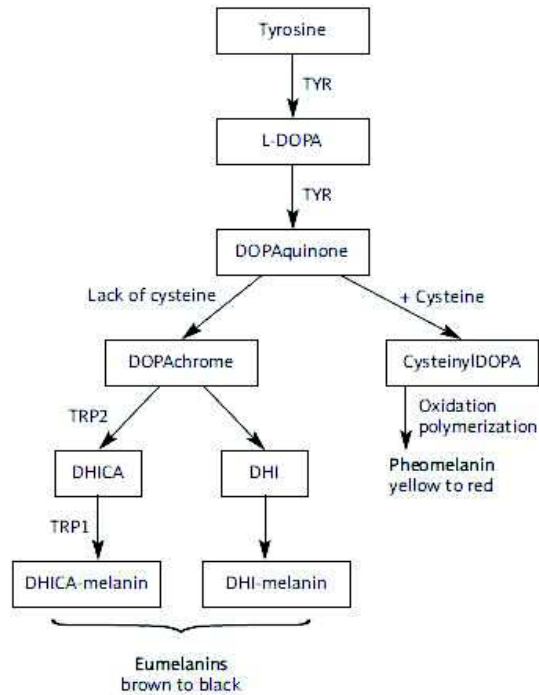 Tyrosine
TYR
L-DOPA
TYR
DOPAquinone
Lack of cysteine
+ Cysteine
DOPAchrome
CysteinylDOPA
TRP2
Oxidation
polymerization
DHICA
DHI
Pheomelanin
yellow to red
TRP1
DHICA-melanin
DHI-melanin
Eumelanins
brown to black